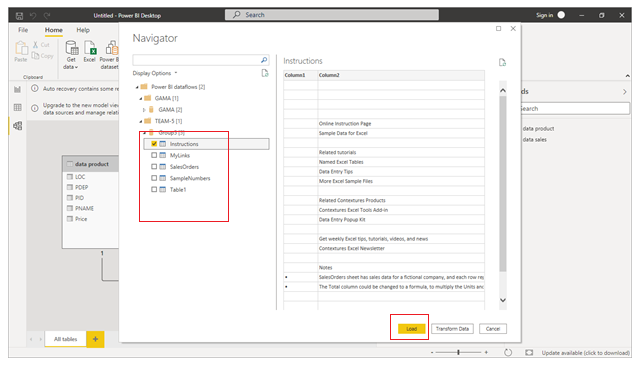 Untitled - Power BI Desktop
Search
Sign in
File
Home
Paste
Cut
Copy
Clipboard
Get
data
Excel
Power B
dataset
Auto recovery contains some re
Upgrade to the new model view
data sources and manage relatio
data product
LOC
PDEP
PID
PNAME
Price
1
All tables
+
Navigator
Display Options
Power BI dataflows [2]
GAMA [1]
GAMA [2]
TEAM-5 [1]
Group5 [5]
Instructions
MyLinks
SalesOrders
SampleNumbers
Table1
Instructions
Column1
Column2
Online Instruction Page
Sample Data for Excel
Related tutorials
Named Excel Tables
Data Entry Tips
More Excel Sample Files
Related Contextures Products
Contextures Excel Tools Add-in
Data Entry Popup Kit
Get weekly Excel tips, tutorials, videos, and news
Contextures Excel Newsletter
Notes
• SalesOrders sheet has sales data for a fictional company, and each row rep
• The Total column could be changed to a formula, to multiply the Units and
Load
Transform Data
Cancel
ds
earch
data product
data sales
Update available (click to download)